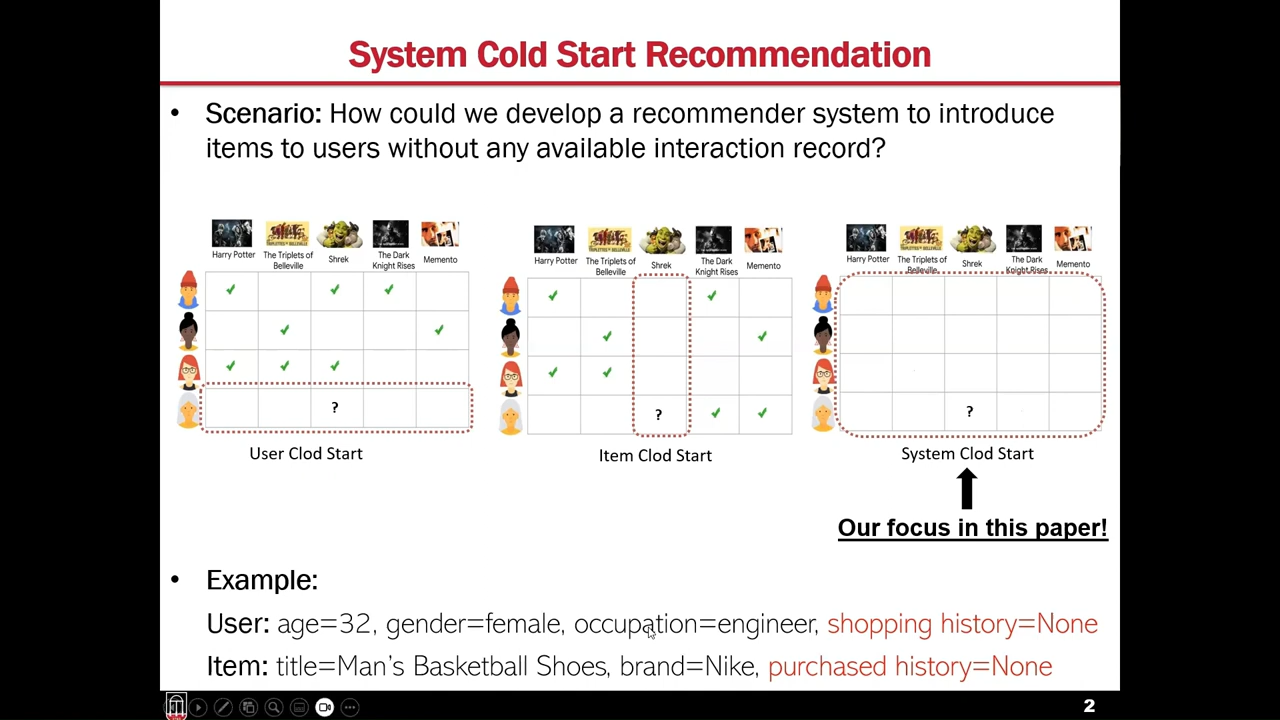 System Cold Start Recommendation
• Scenario: How could we develop a recommender system to introduce
items to users without any available interaction record?
Harry Potter
The Triplets of
Belleville
Shrek
The Dark
Knight Rises
Memento
?
User Clod Start
Harry Potter
The Triplets of
Belleville
Shrek
The Dark
Knight Rises
Memento
?
Item Clod Start
Harry Potter
The Triplets of
Belleville
Shrek
The Dark
Knight Rises
Memento
?
System Clod Start
Our focus in this paper!
• Example:
User: age=32, gender=female, occupation=engineer, shopping history=None
Item: title=Man's Basketball Shoes, brand=Nike, purchased history=None
2